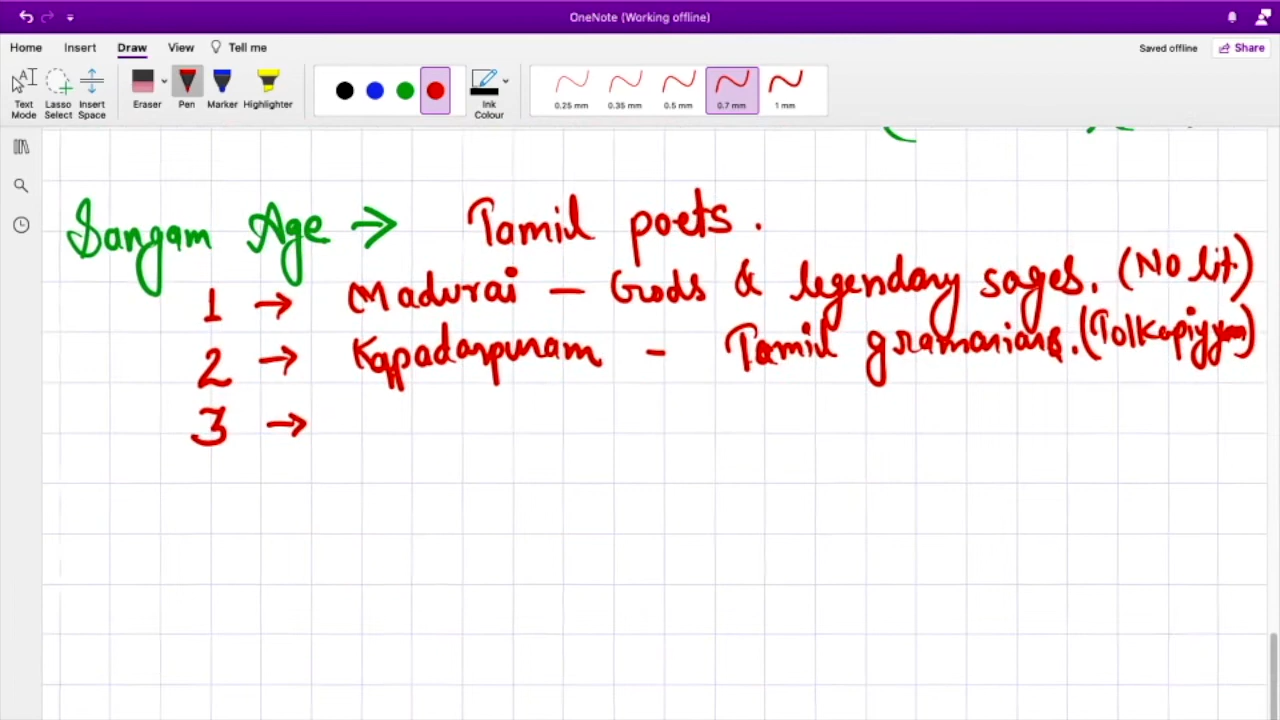 OneNote (Working offline)
Home Insert Draw View Tell me Saved offline Share
Text Mode Lasso Select Insert Space Eraser Pen Marker Highlighter Ink Colour 0.25 mm 0.35 mm 0.5 mm 0.7 mm 1 mm
Sangam Age → Tamil poets.
1 → Madurai – Gods & legendary sages. (No lit)
2 → Kapadarpuram - Tamil gramarians. (Tolkapiyyam)
3 →